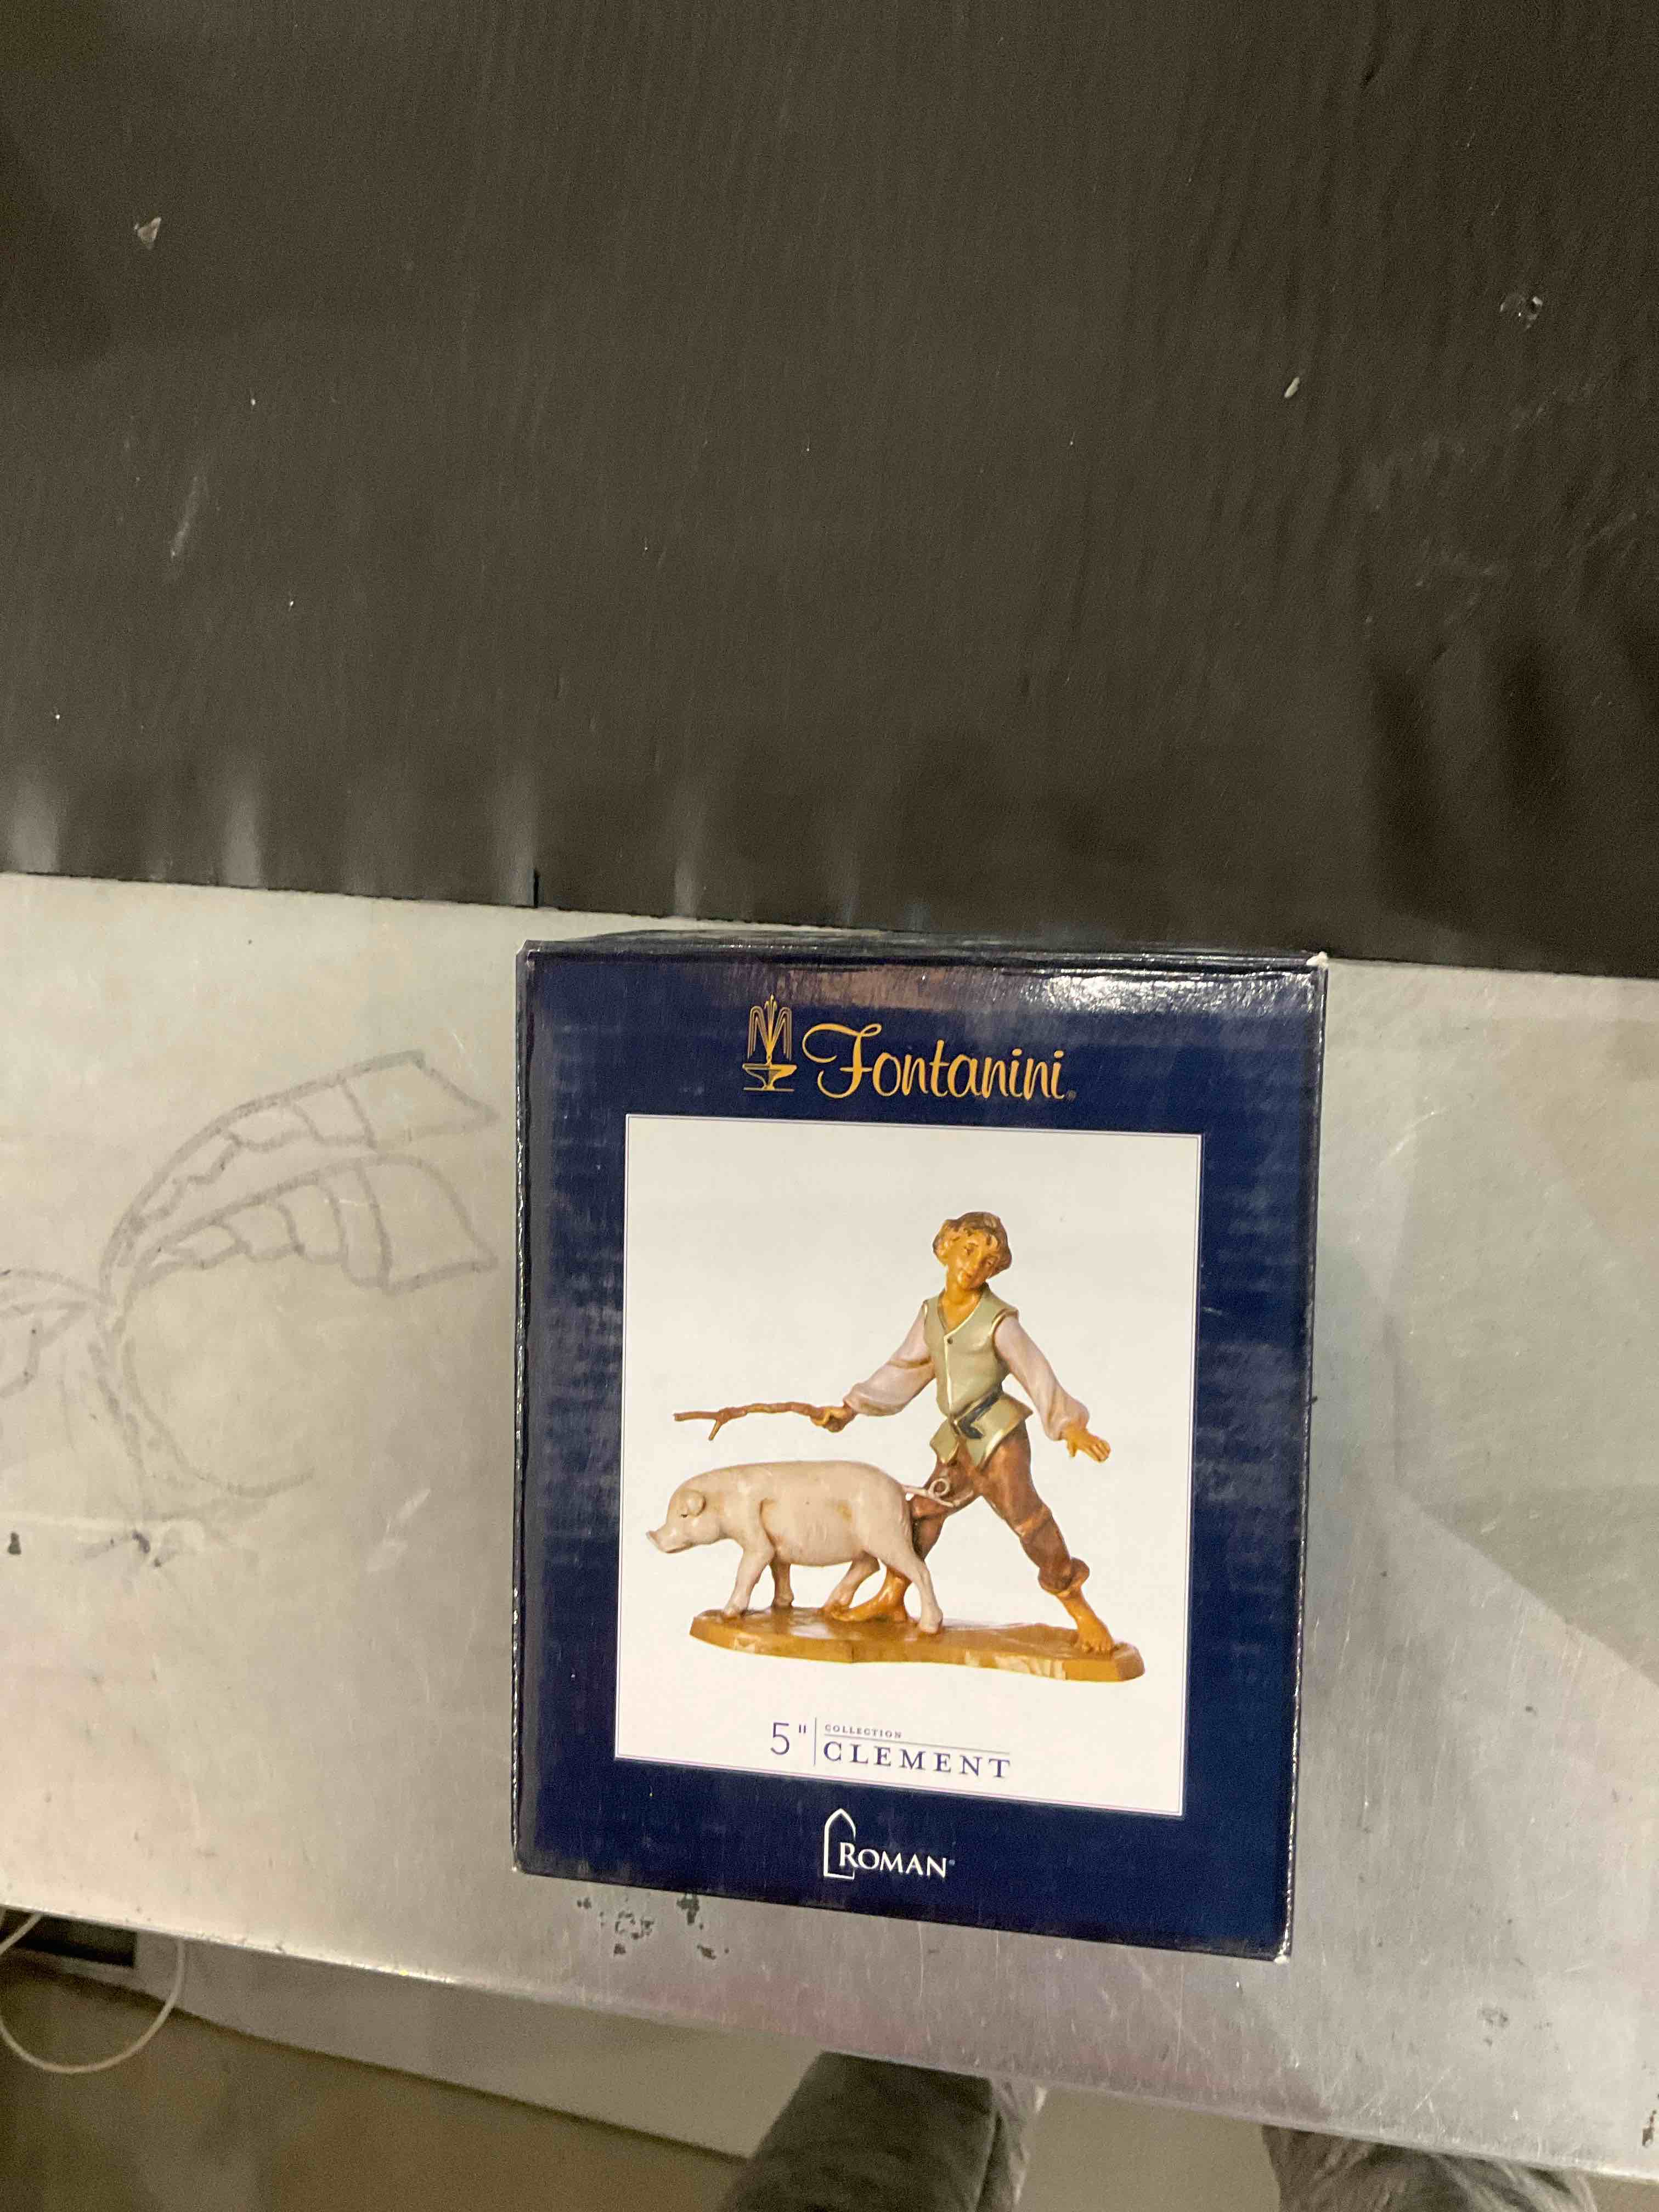 Fontanini®
5" COLLECTION
CLEMENT
ROMAN®